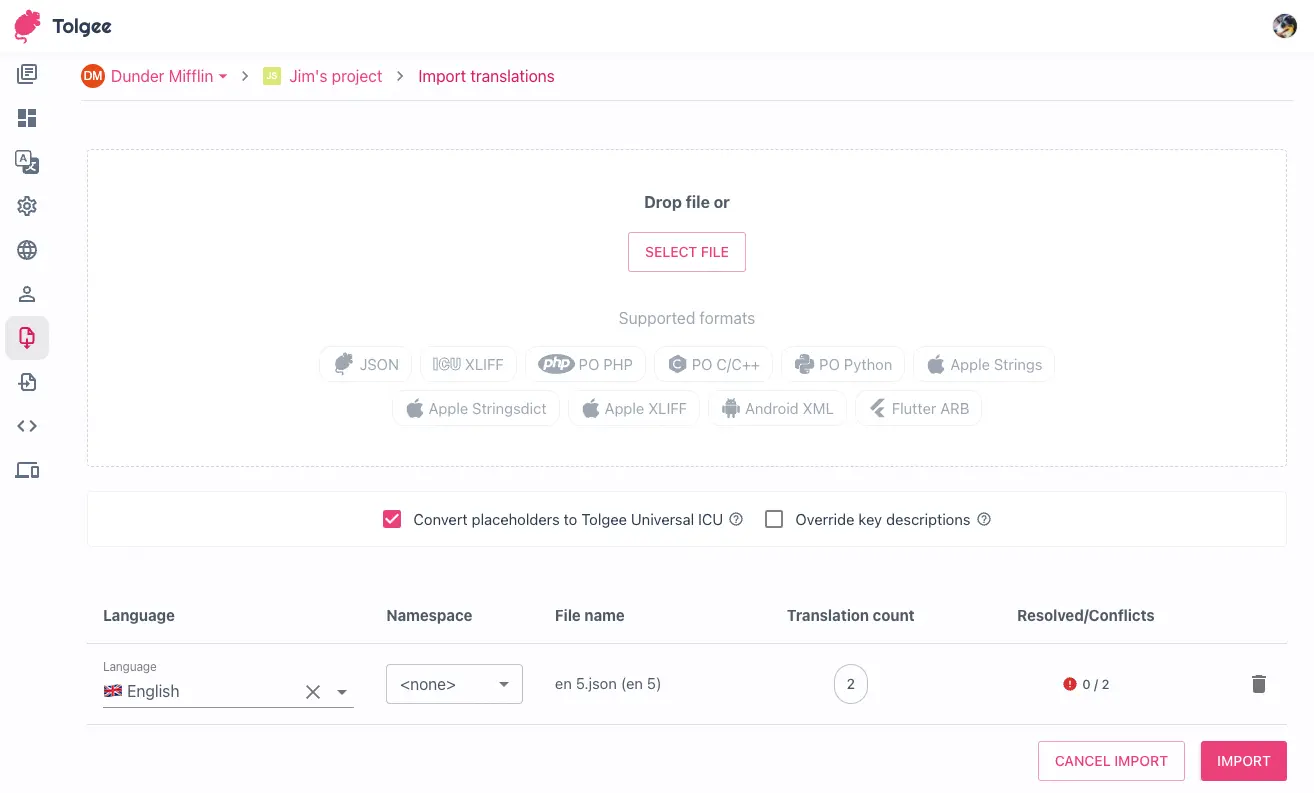 Tolgee
DM Dunder Mifflin > JS Jim's project > Import translations
Drop file or
SELECT FILE
Supported formats
JSON ICU XLIFF php PO PHP C PO C/C++ PO Python Apple Strings
Apple Stringsdict Apple XLIFF Android XML Flutter ARB
Convert placeholders to Tolgee Universal ICU ? Override key descriptions ?
Language Namespace File name Translation count Resolved/Conflicts
Language
English <none> en 5.json (en 5) 2 ! 0 / 2
CANCEL IMPORT IMPORT